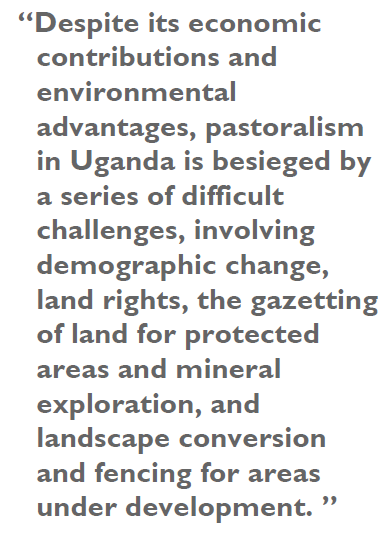 “Despite its economic
contributions and
environmental
advantages, pastoralism
in Uganda is besieged by
a series of difficult
challenges, involving
demographic change,
land rights, the gazetting
of land for protected
areas and mineral
exploration, and
landscape conversion
and fencing for areas
under development. ”